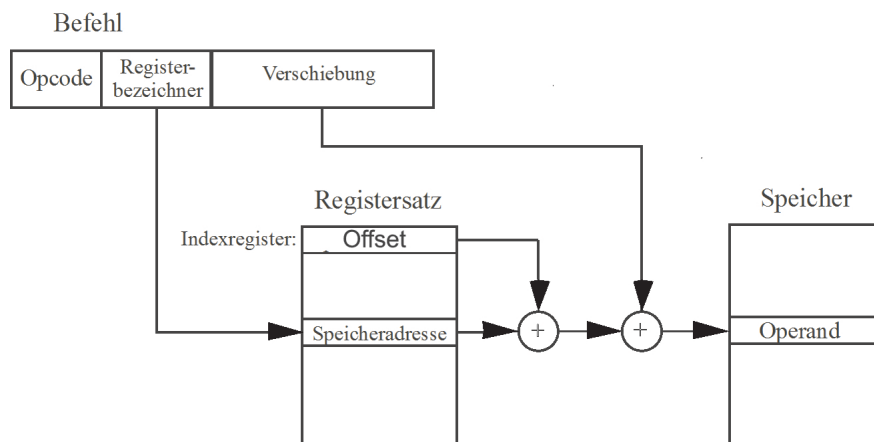 Befehl
Opcode
Register-
bezeichner
Verschiebung
Registersatz
Speicher
Indexregister:
Offset
+
+
Speicheradresse
Operand